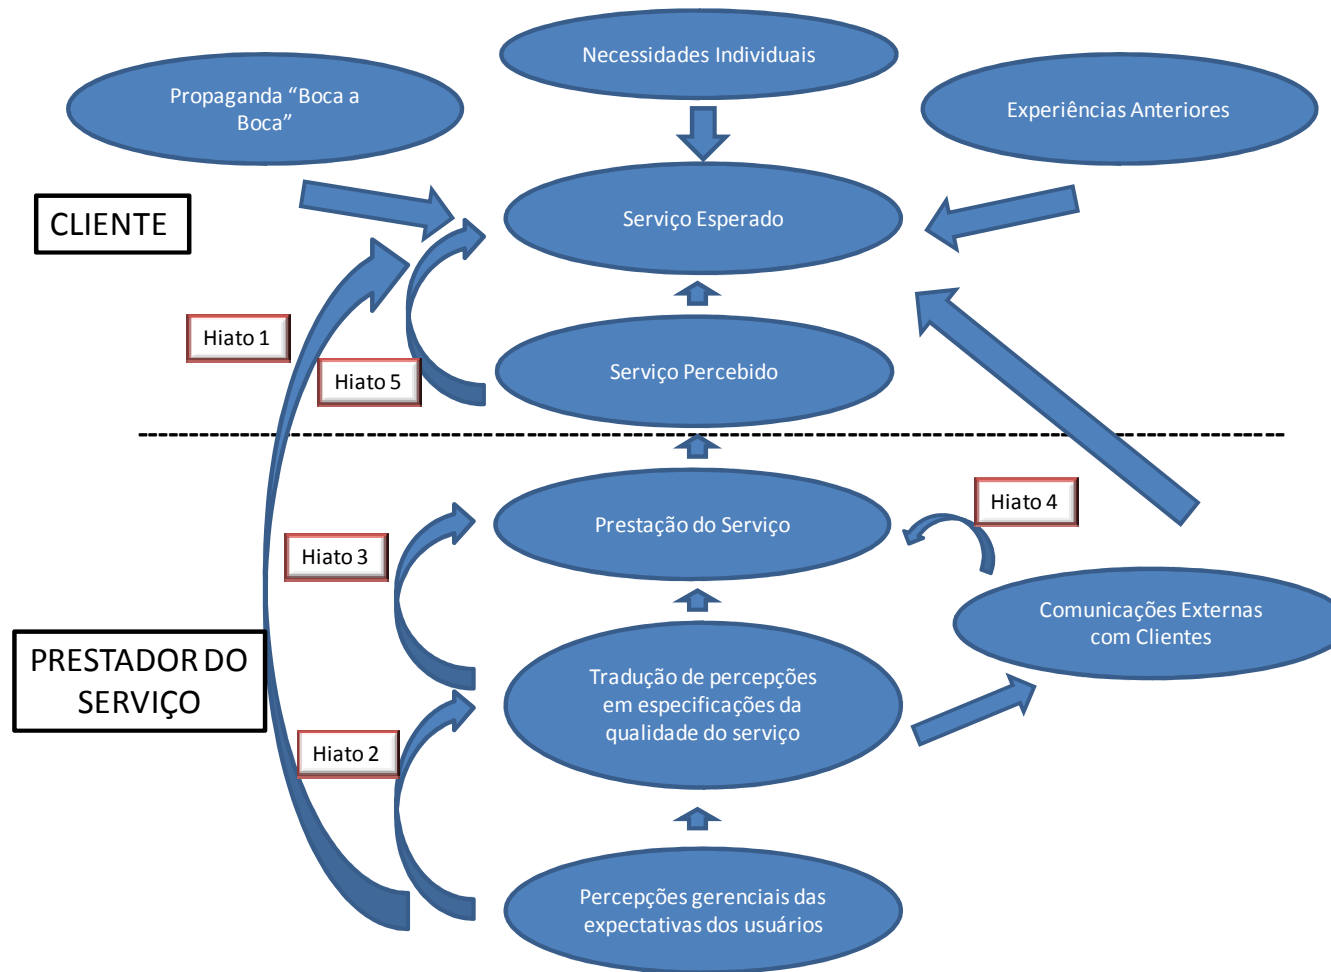 Necessidades Individuais
Propaganda “Boca a
Boca”
Experiências Anteriores
CLIENTE
Serviço Esperado
Hiato 1
Hiato 5
Serviço Percebido
Prestação do Serviço
Hiato 4
Hiato 3
Comunicações Externas
com Clientes
PRESTADOR DO
SERVIÇO
Tradução de percepções
em especificações da
qualidade do serviço
Hiato 2
Percepções gerenciais das
expectativas dos usuários